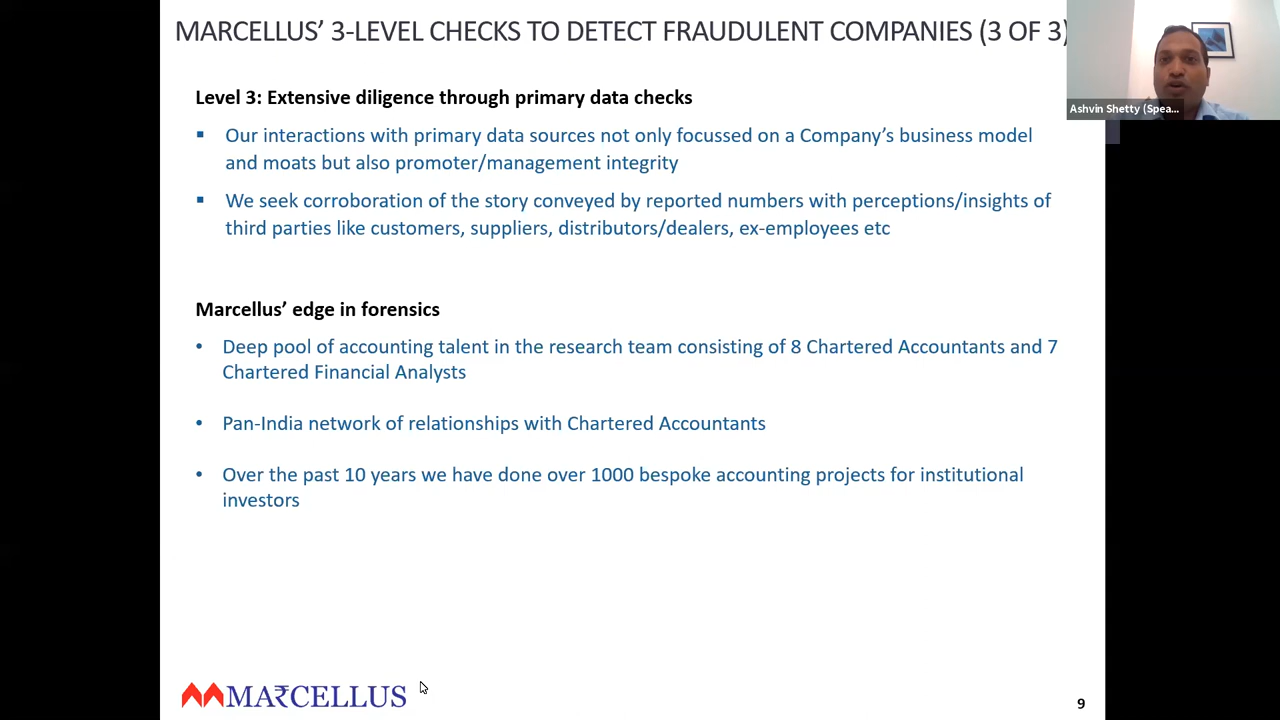 MARCELLUS’ 3-LEVEL CHECKS TO DETECT FRAUDULENT COMPANIES (3 OF 3)
Ashvin Shetty (Spea...
Level 3: Extensive diligence through primary data checks
▪ Our interactions with primary data sources not only focussed on a Company’s business model
and moats but also promoter/management integrity
▪ We seek corroboration of the story conveyed by reported numbers with perceptions/insights of
third parties like customers, suppliers, distributors/dealers, ex-employees etc
Marcellus’ edge in forensics
• Deep pool of accounting talent in the research team consisting of 8 Chartered Accountants and 7
Chartered Financial Analysts
• Pan-India network of relationships with Chartered Accountants
• Over the past 10 years we have done over 1000 bespoke accounting projects for institutional
investors
MA₹CELLUS
9